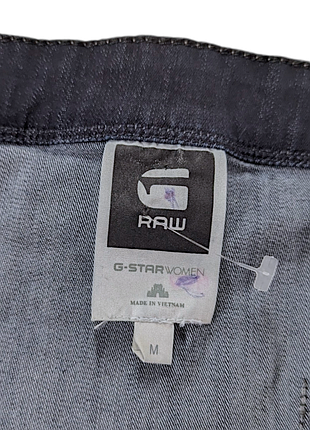 RAW
G-STAR WOMEN
MADE IN VIETNAM
M